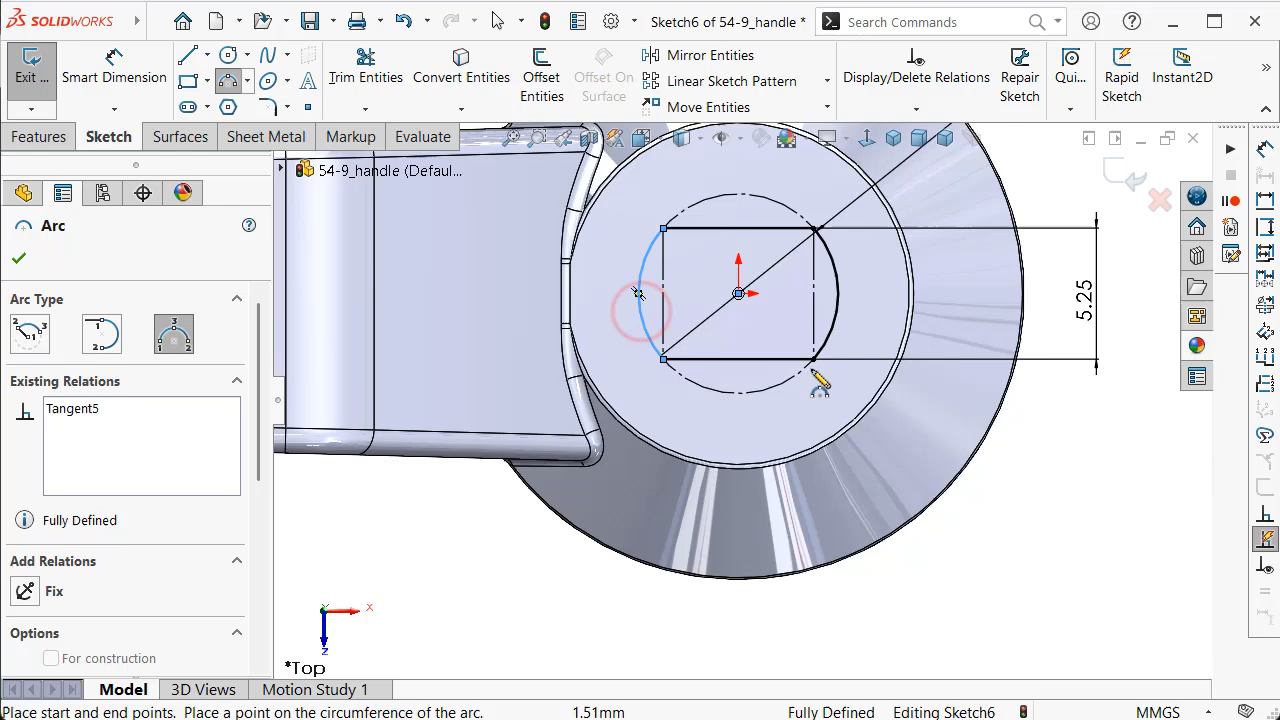 SOLIDWORKS
Sketch6 of 54-9_handle *
Search Commands
Exit ...
Smart Dimension
Trim Entities
Convert Entities
Offset
Entities
Offset On
Surface
Mirror Entities
Linear Sketch Pattern
Move Entities
Display/Delete Relations
Repair
Sketch
Qui...
Rapid
Sketch
Instant2D
Features
Sketch
Surfaces
Sheet Metal
Markup
Evaluate
54-9_handle (Defaul...
Arc
Arc Type
Existing Relations
Tangent5
Fully Defined
Add Relations
Fix
Options
For construction
5.25
Y
X
Z
*Top
Model
3D Views
Motion Study 1
Place start and end points. Place a point on the circumference of the arc.
1.51mm
Fully Defined
Editing Sketch6
MMGS